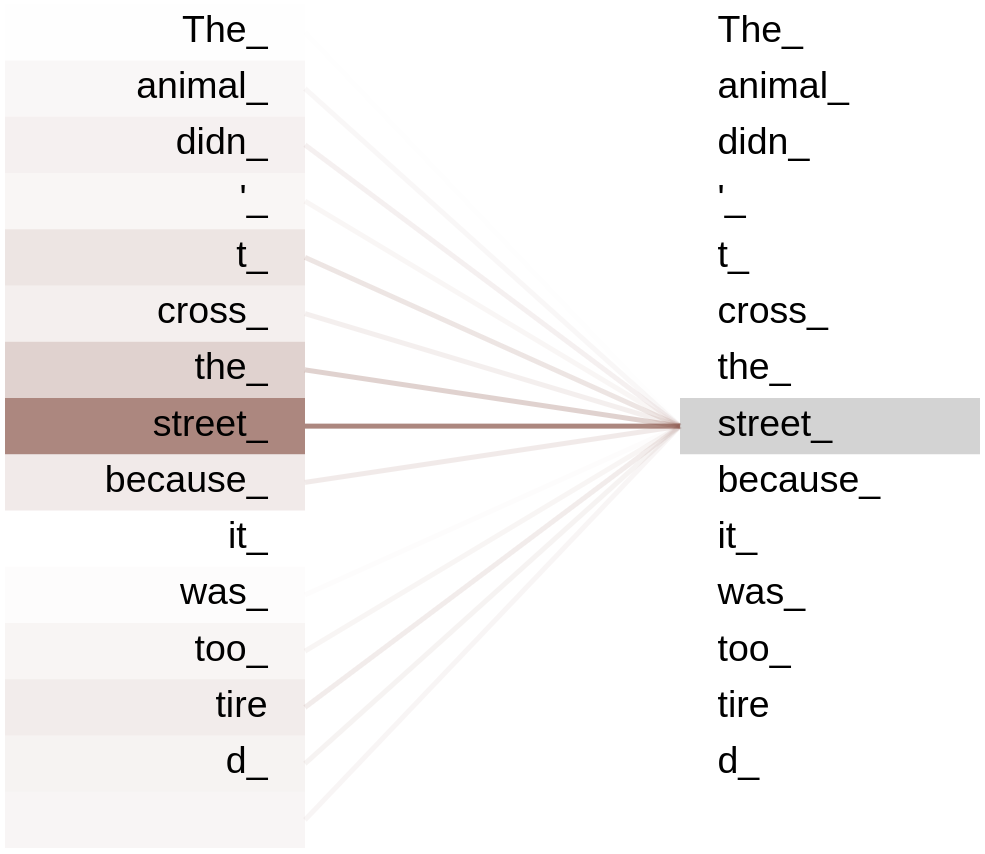 The_ The_
animal_ animal_
didn_ didn_
'_ '_
t_ t_
cross_ cross_
the_ the_
street_ street_
because_ because_
it_ it_
was_ was_
too_ too_
tire tire
d_ d_